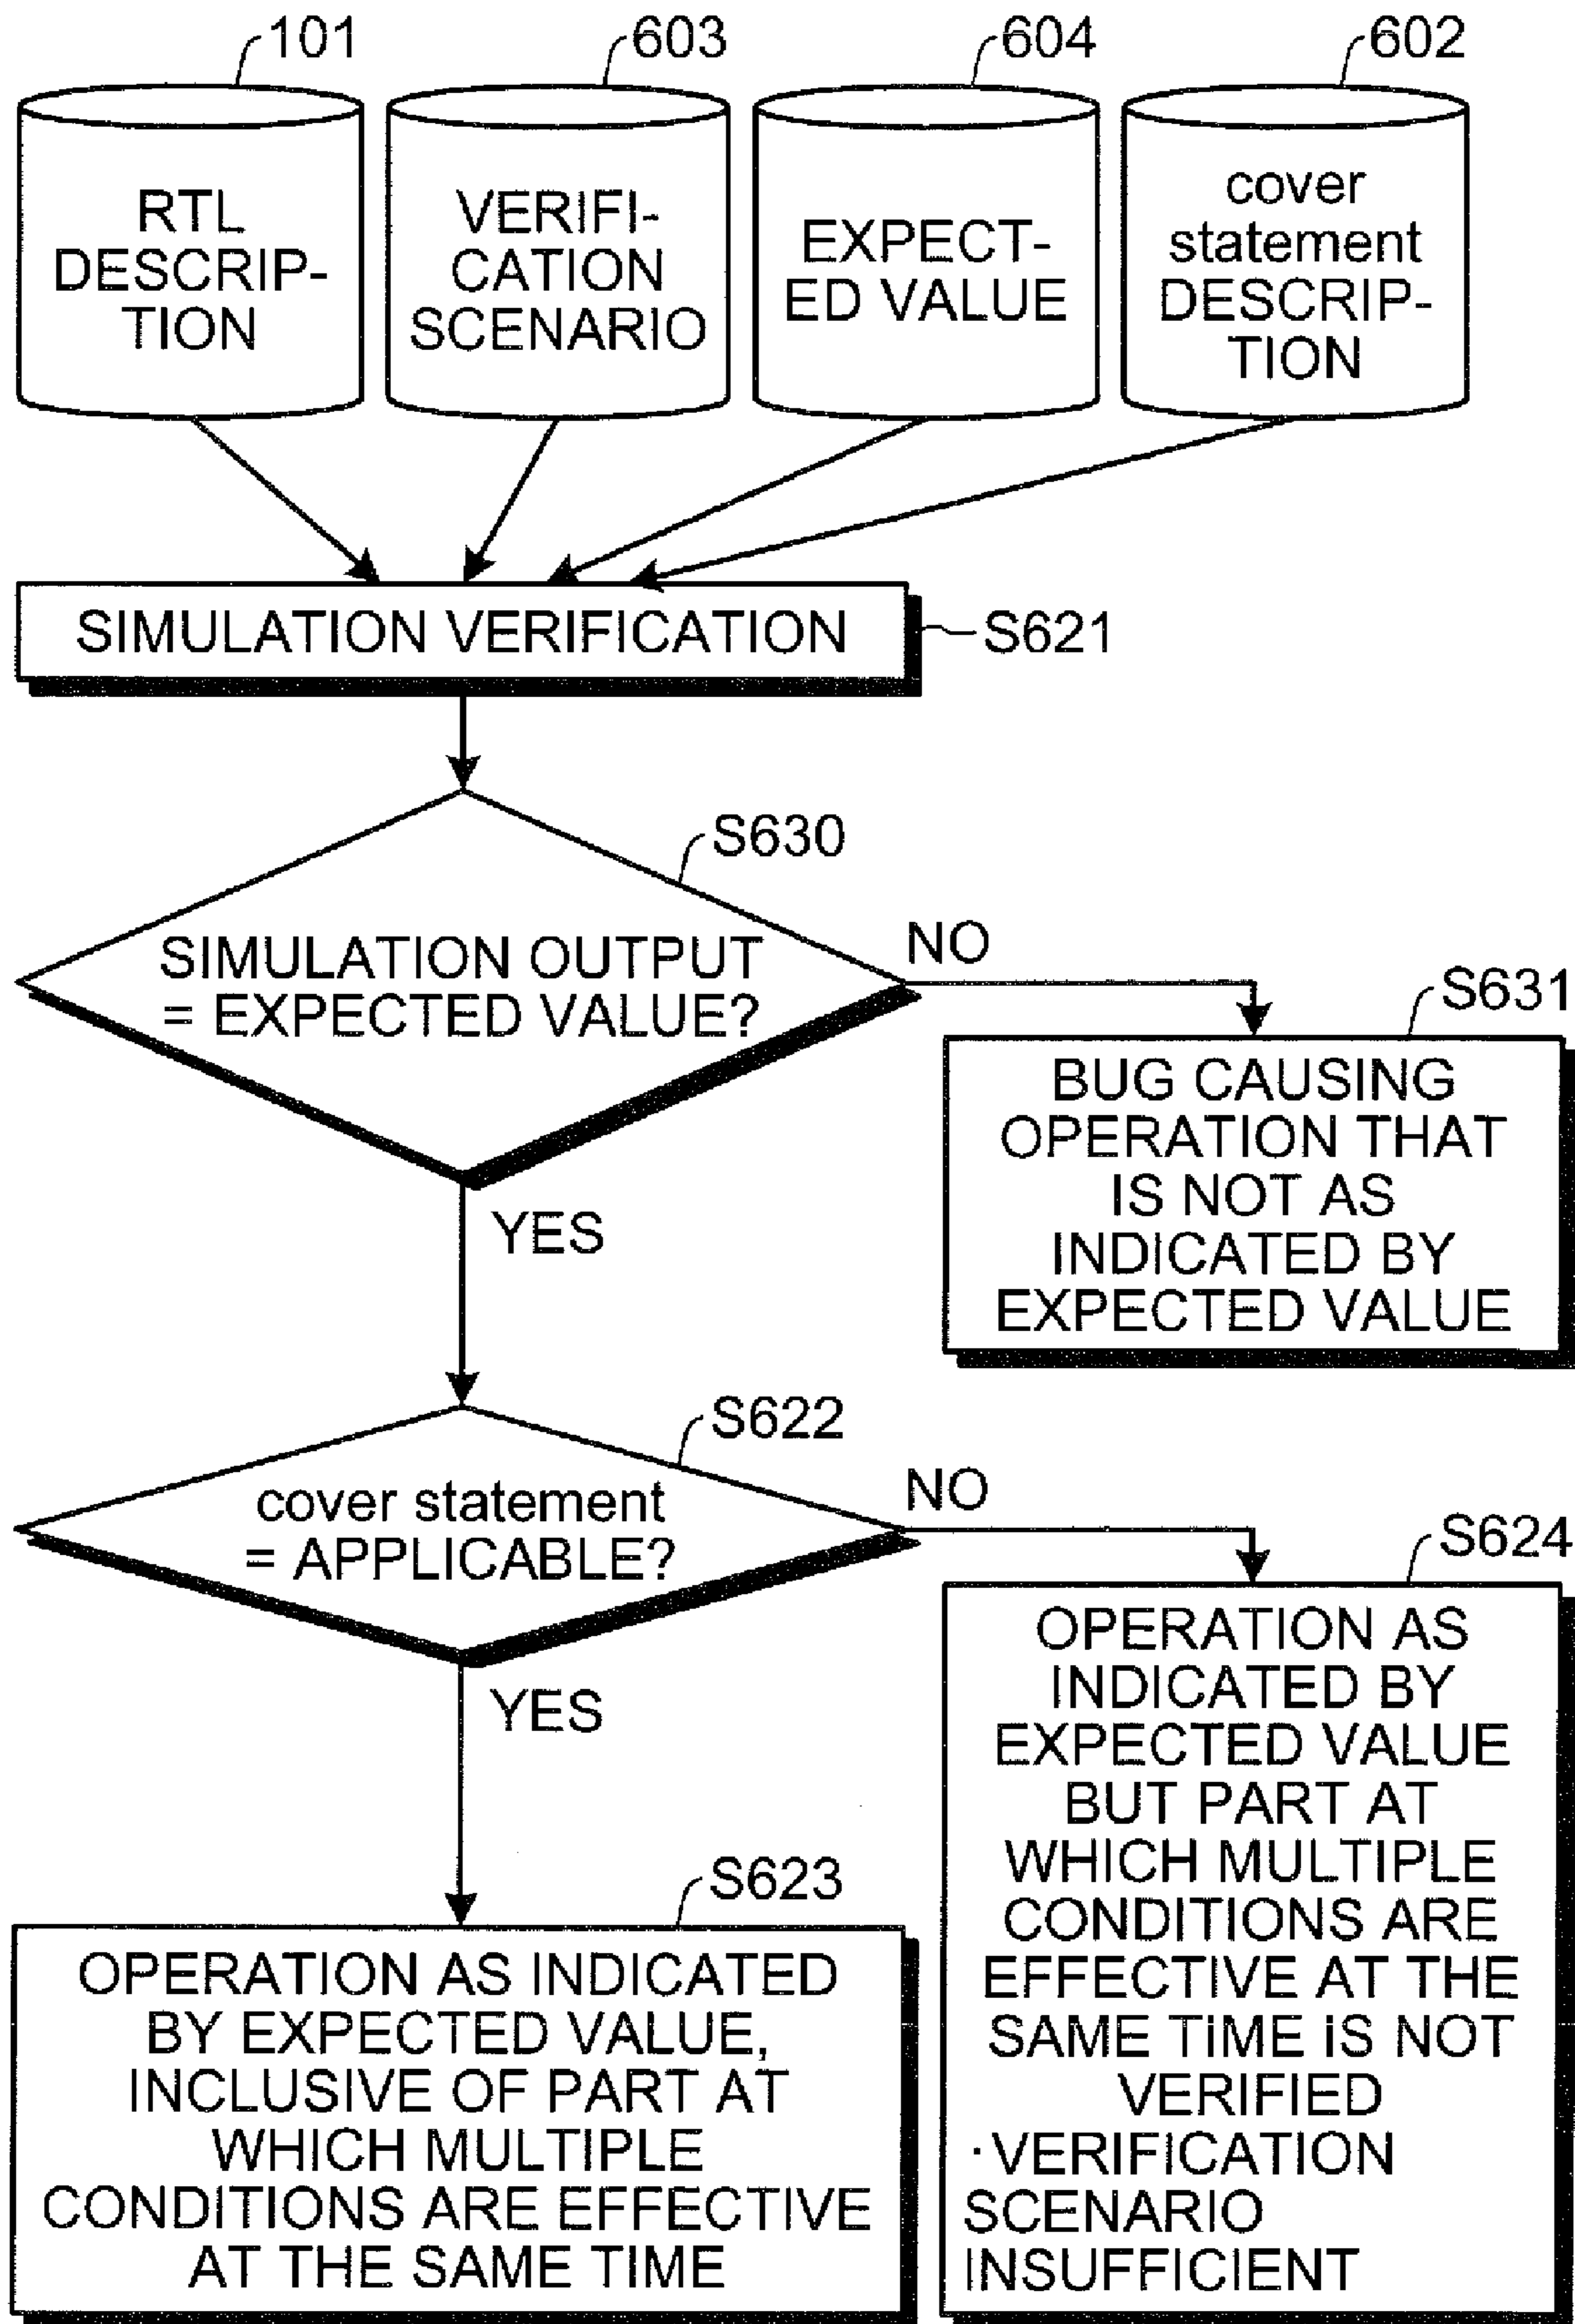 101
603
604
602
RTL
DESCRIP-
TION
VERIFI-
CATION
SCENARIO
EXPECT-
ED VALUE
cover
statement
DESCRIP-
TION
SIMULATION VERIFICATION
S621
S630
SIMULATION OUTPUT
= EXPECTED VALUE?
NO
S631
BUG CAUSING
OPERATION THAT
IS NOT AS
INDICATED BY
EXPECTED VALUE
YES
S622
cover statement
= APPLICABLE?
NO
S624
OPERATION AS
INDICATED BY
EXPECTED VALUE
BUT PART AT
WHICH MULTIPLE
CONDITIONS ARE
EFFECTIVE AT THE
SAME TiME iS NOT
VERIFIED
·VERIFICATION
SCENARIO
INSUFFICIENT
YES
S623
OPERATION AS INDICATED
BY EXPECTED VALUE,
INCLUSIVE OF PART AT
WHICH MULTIPLE
CONDITIONS ARE EFFECTIVE
AT THE SAME TIME